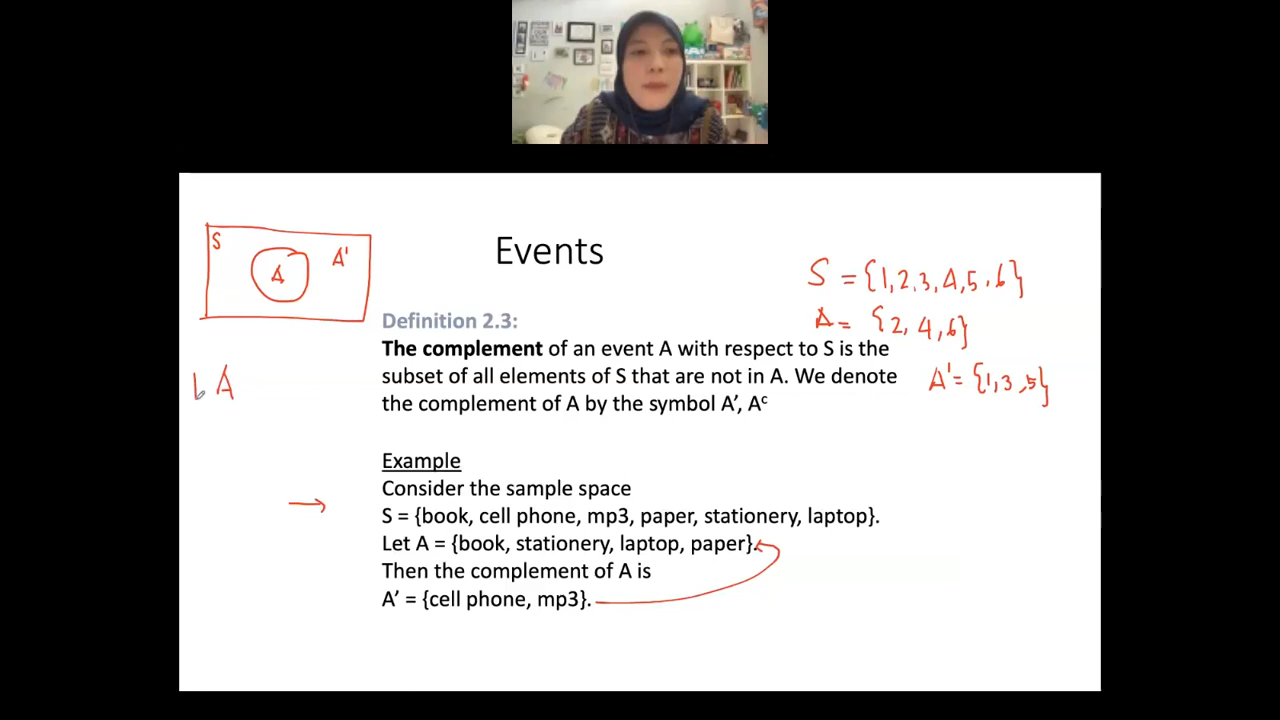 Events
S
A
A'
S = {1,2,3,4,5,6}
A = {2,4,6}
A' = {1,3,5}
Definition 2.3:
The complement of an event A with respect to S is the
subset of all elements of S that are not in A. We denote
the complement of A by the symbol A’, Aᶜ
A
Example
Consider the sample space
S = {book, cell phone, mp3, paper, stationery, laptop}.
Let A = {book, stationery, laptop, paper}.
Then the complement of A is
A’ = {cell phone, mp3}.